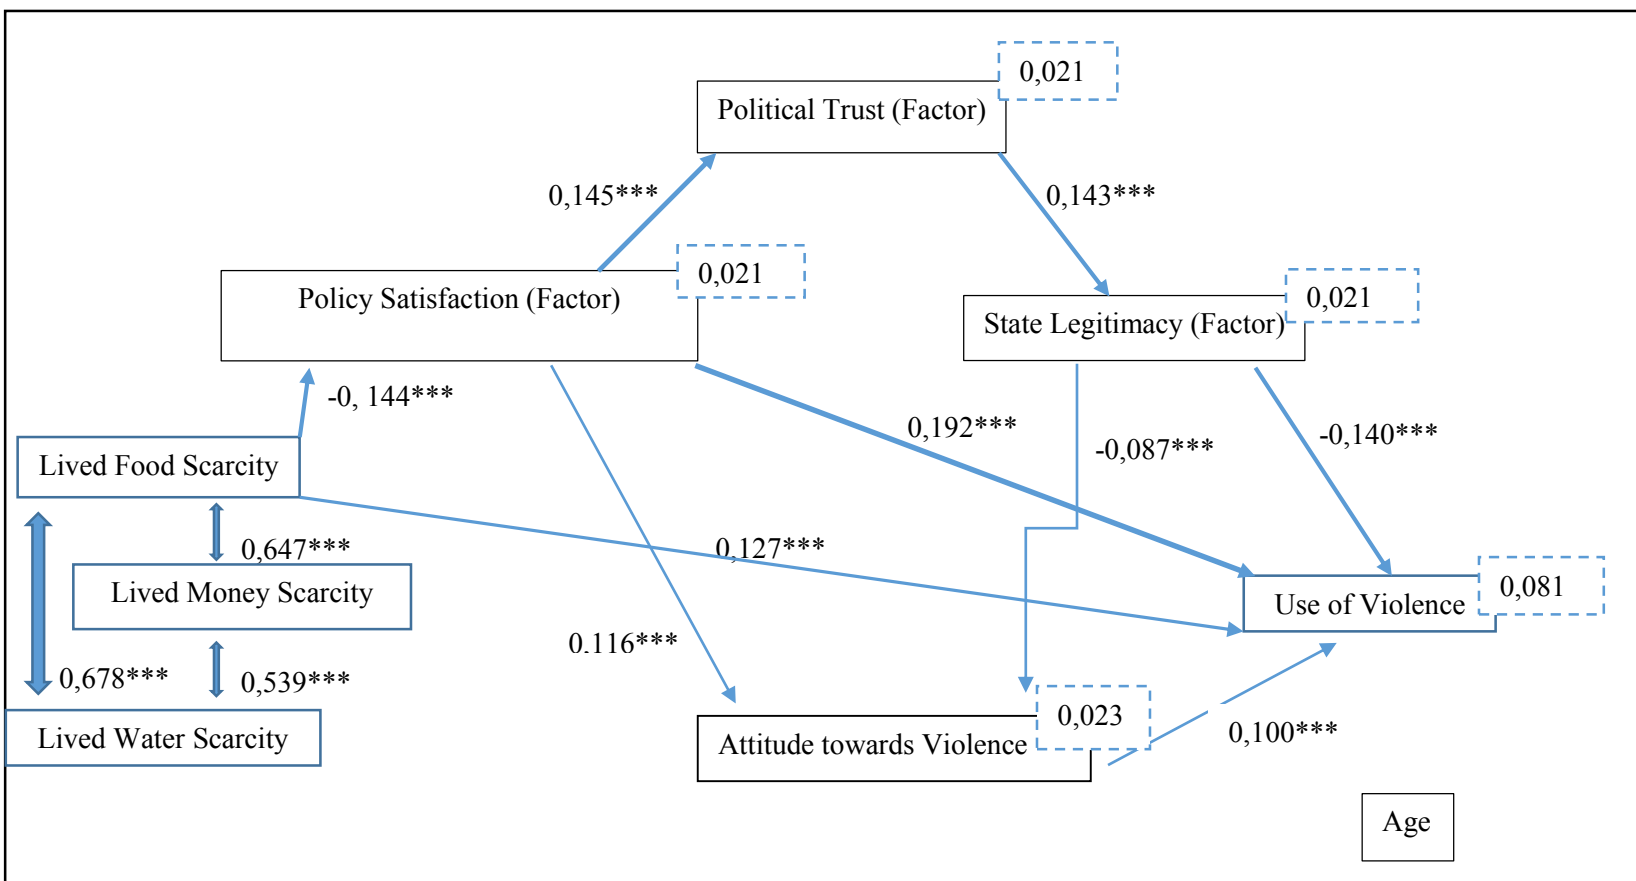 0,021
Political Trust (Factor)
0,145***
0,143***
0,021
Policy Satisfaction (Factor)
0,021
State Legitimacy (Factor)
-0, 144***
0,192***
-0,087***
-0,140***
Lived Food Scarcity
0,647***
0,127***
Lived Money Scarcity
0,081
Use of Violence
0,116***
0,678***
0,539***
Lived Water Scarcity
0,023
Attitude towards Violence
0,100***
Age